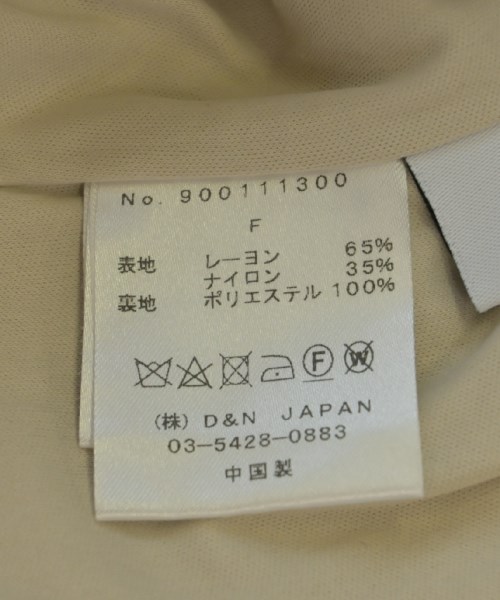 No. 900111300
F
表地 レーヨン 65%
ナイロン 35%
裏地 ポリエステル 100%
F W
(株) D&N JAPAN
03-5428-0883
中国製